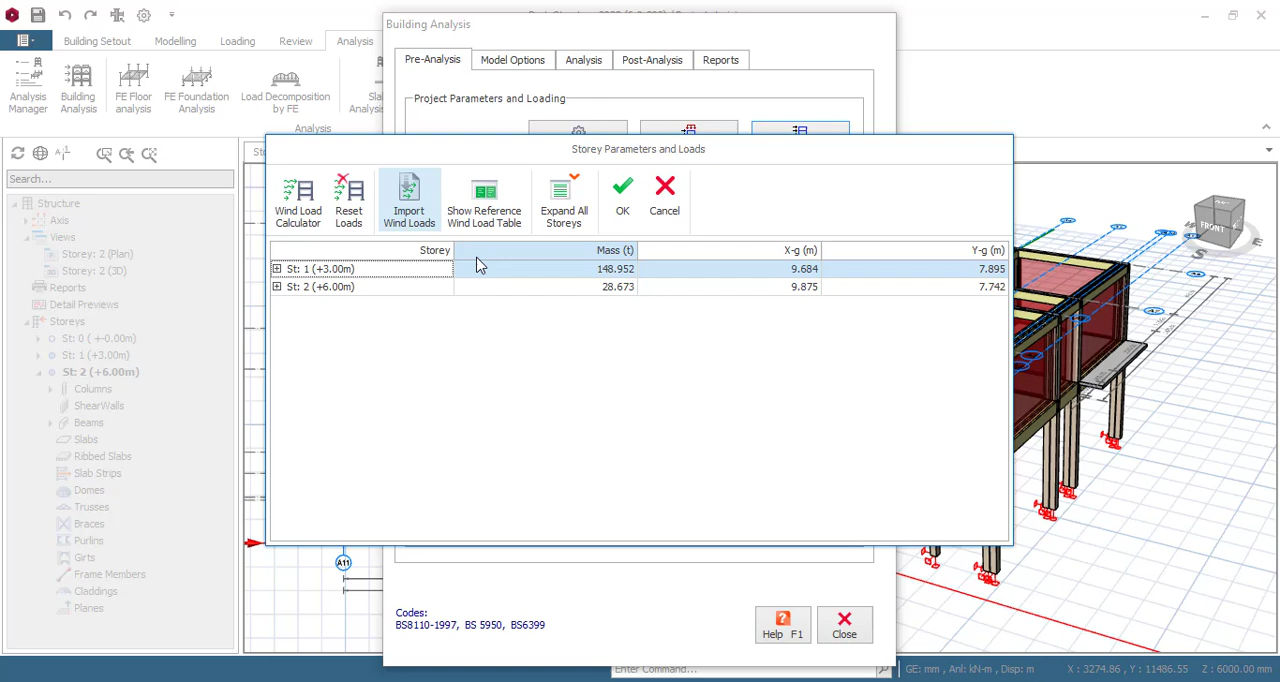 Building Analysis
Building Setout
Modelling
Loading
Review
Analysis
Pre-Analysis
Model Options
Analysis
Post-Analysis
Reports
Analysis
Manager
Building
Analysis
FE Floor
analysis
FE Foundation
Analysis
Load Decomposition
by FE
Analysis
Project Parameters and Loading
Storey Parameters and Loads
Search...
Structure
Axis
Views
Storey: 2 (Plan)
Storey: 2 (3D)
Reports
Detail Previews
Storeys
St: 0 (+-0.00m)
St: 1 (+3.00m)
St: 2 (+6.00m)
Columns
ShearWalls
Beams
Slabs
Ribbed Slabs
Slab Strips
Domes
Trusses
Braces
Purlins
Girts
Frame Members
Claddings
Planes
Wind Load
Calculator
Reset
Loads
Import
Wind Loads
Show Reference
Wind Load Table
Expand All
Storeys
OK
Cancel
Storey Mass (t) X-g (m) Y-g (m)
St: 1 (+3.00m) 148.952 9.684 7.895
St: 2 (+6.00m) 28.673 9.875 7.742
FRONT
S
E
A11
Codes:
BS8110-1997, BS 5950, BS6399
Help F1
Close
Enter Command...
GE: mm , Anl: kN-m , Disp: m
X : 3274.86 , Y : 11486.55
Z : 6000.00 mm